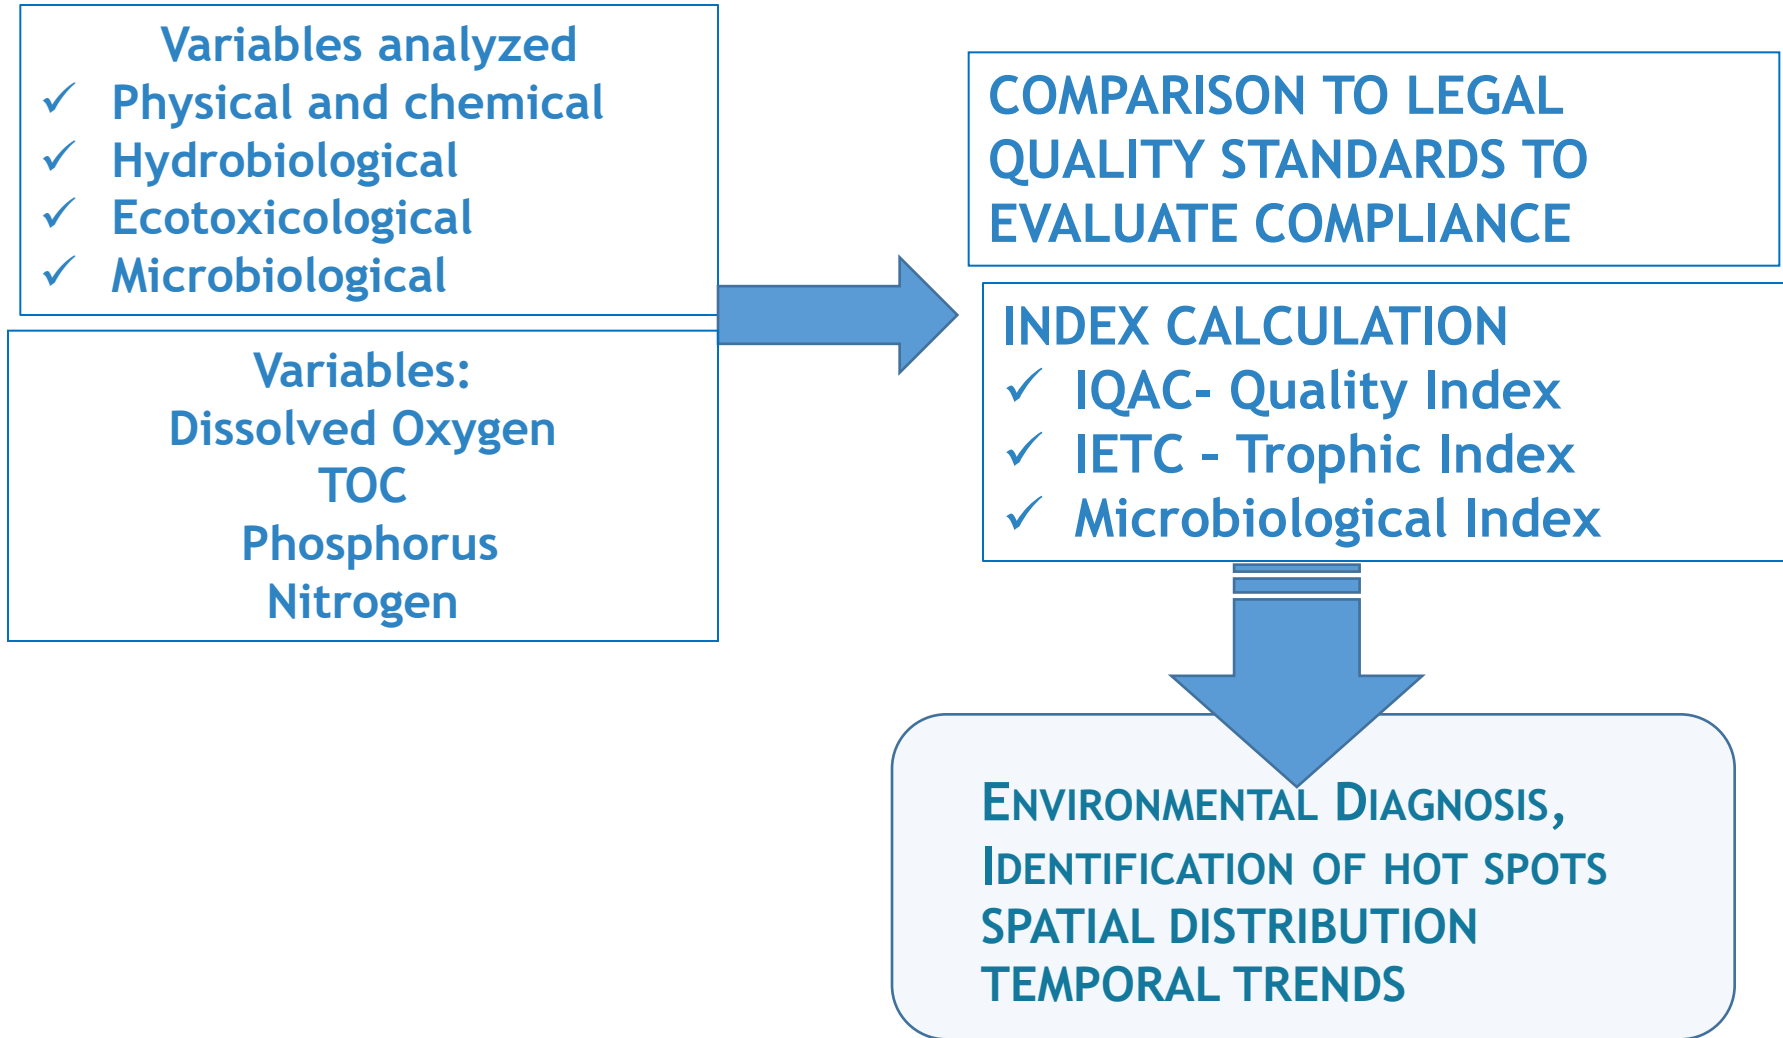 Variables analyzed
✓ Physical and chemical
✓ Hydrobiological
✓ Ecotoxicological
✓ Microbiological
Variables:
Dissolved Oxygen
TOC
Phosphorus
Nitrogen
COMPARISON TO LEGAL
QUALITY STANDARDS TO
EVALUATE COMPLIANCE
INDEX CALCULATION
✓ IQAC- Quality Index
✓ IETC – Trophic Index
✓ Microbiological Index
ENVIRONMENTAL DIAGNOSIS,
IDENTIFICATION OF HOT SPOTS
SPATIAL DISTRIBUTION
TEMPORAL TRENDS